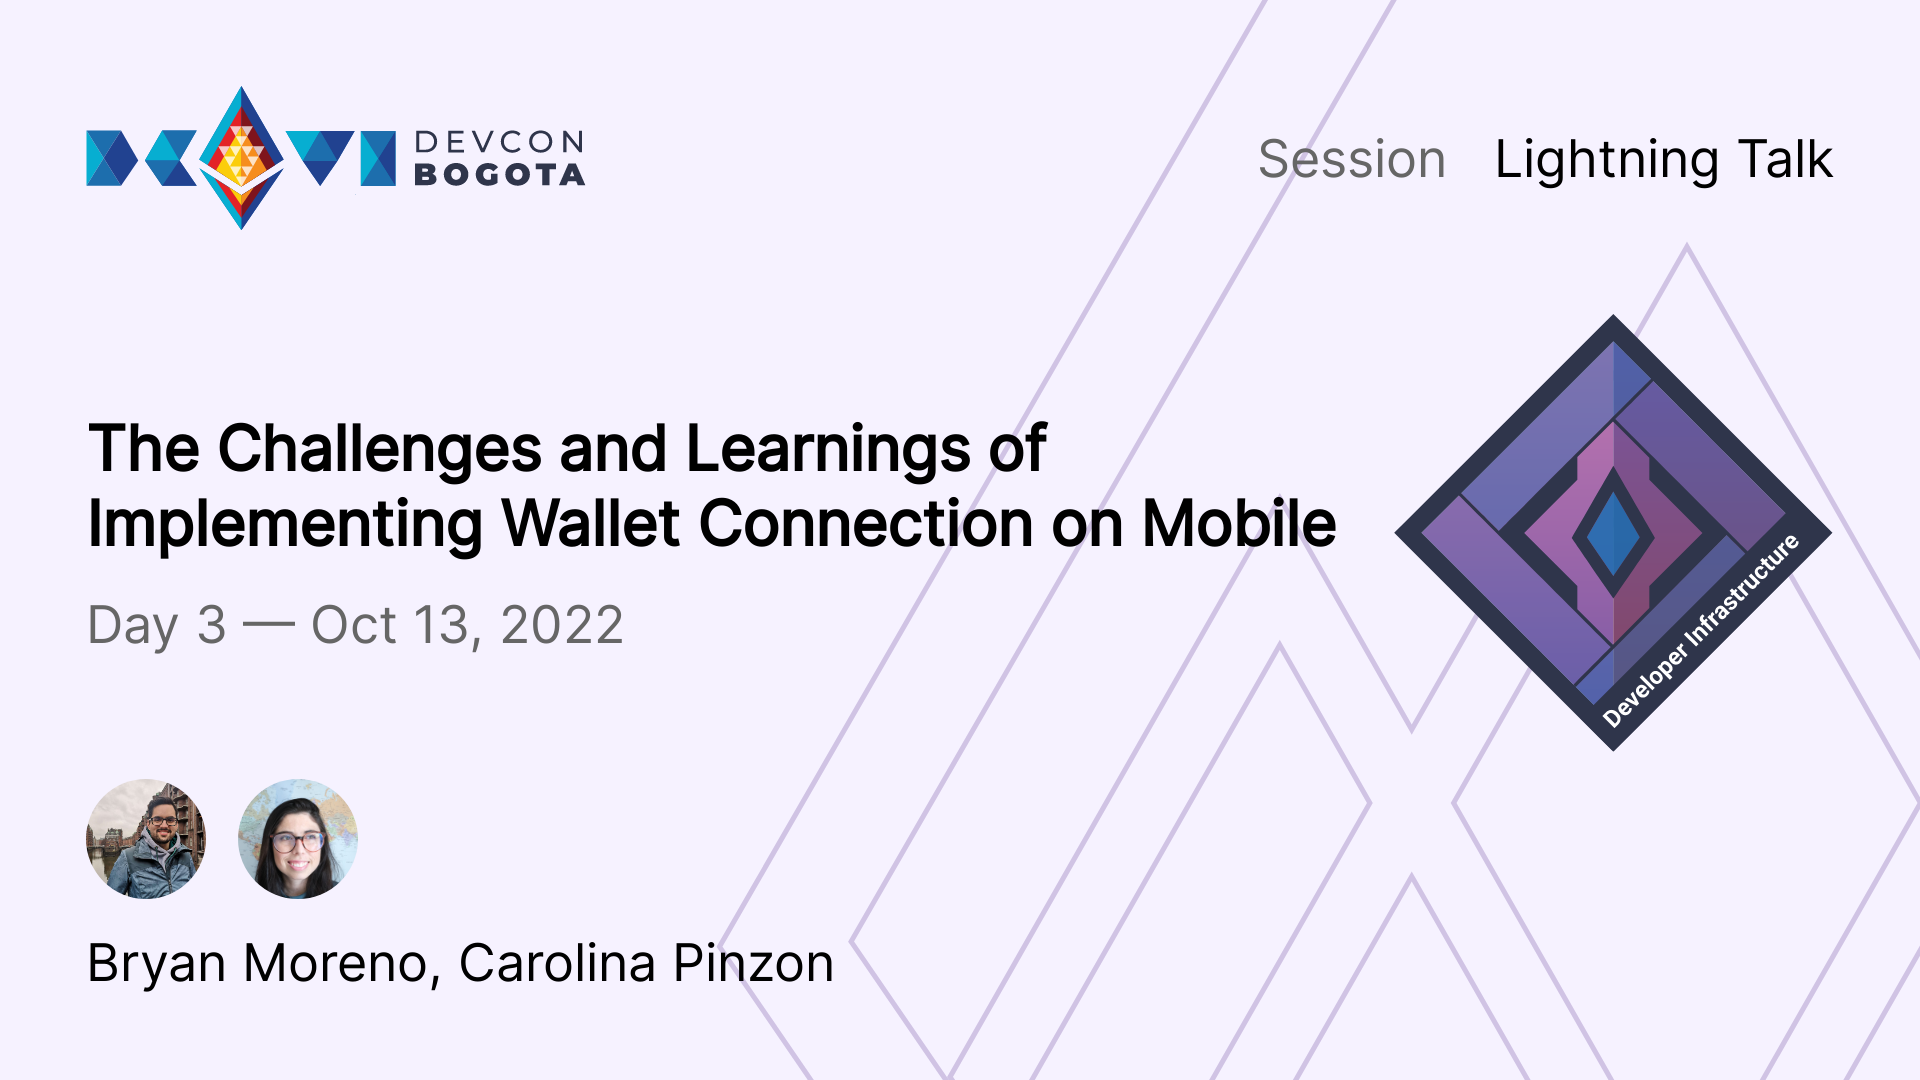 DEVCON
BOGOTA
Session Lightning Talk
The Challenges and Learnings of
Implementing Wallet Connection on Mobile
Day 3 — Oct 13, 2022
Developer Infrastructure
Bryan Moreno, Carolina Pinzon